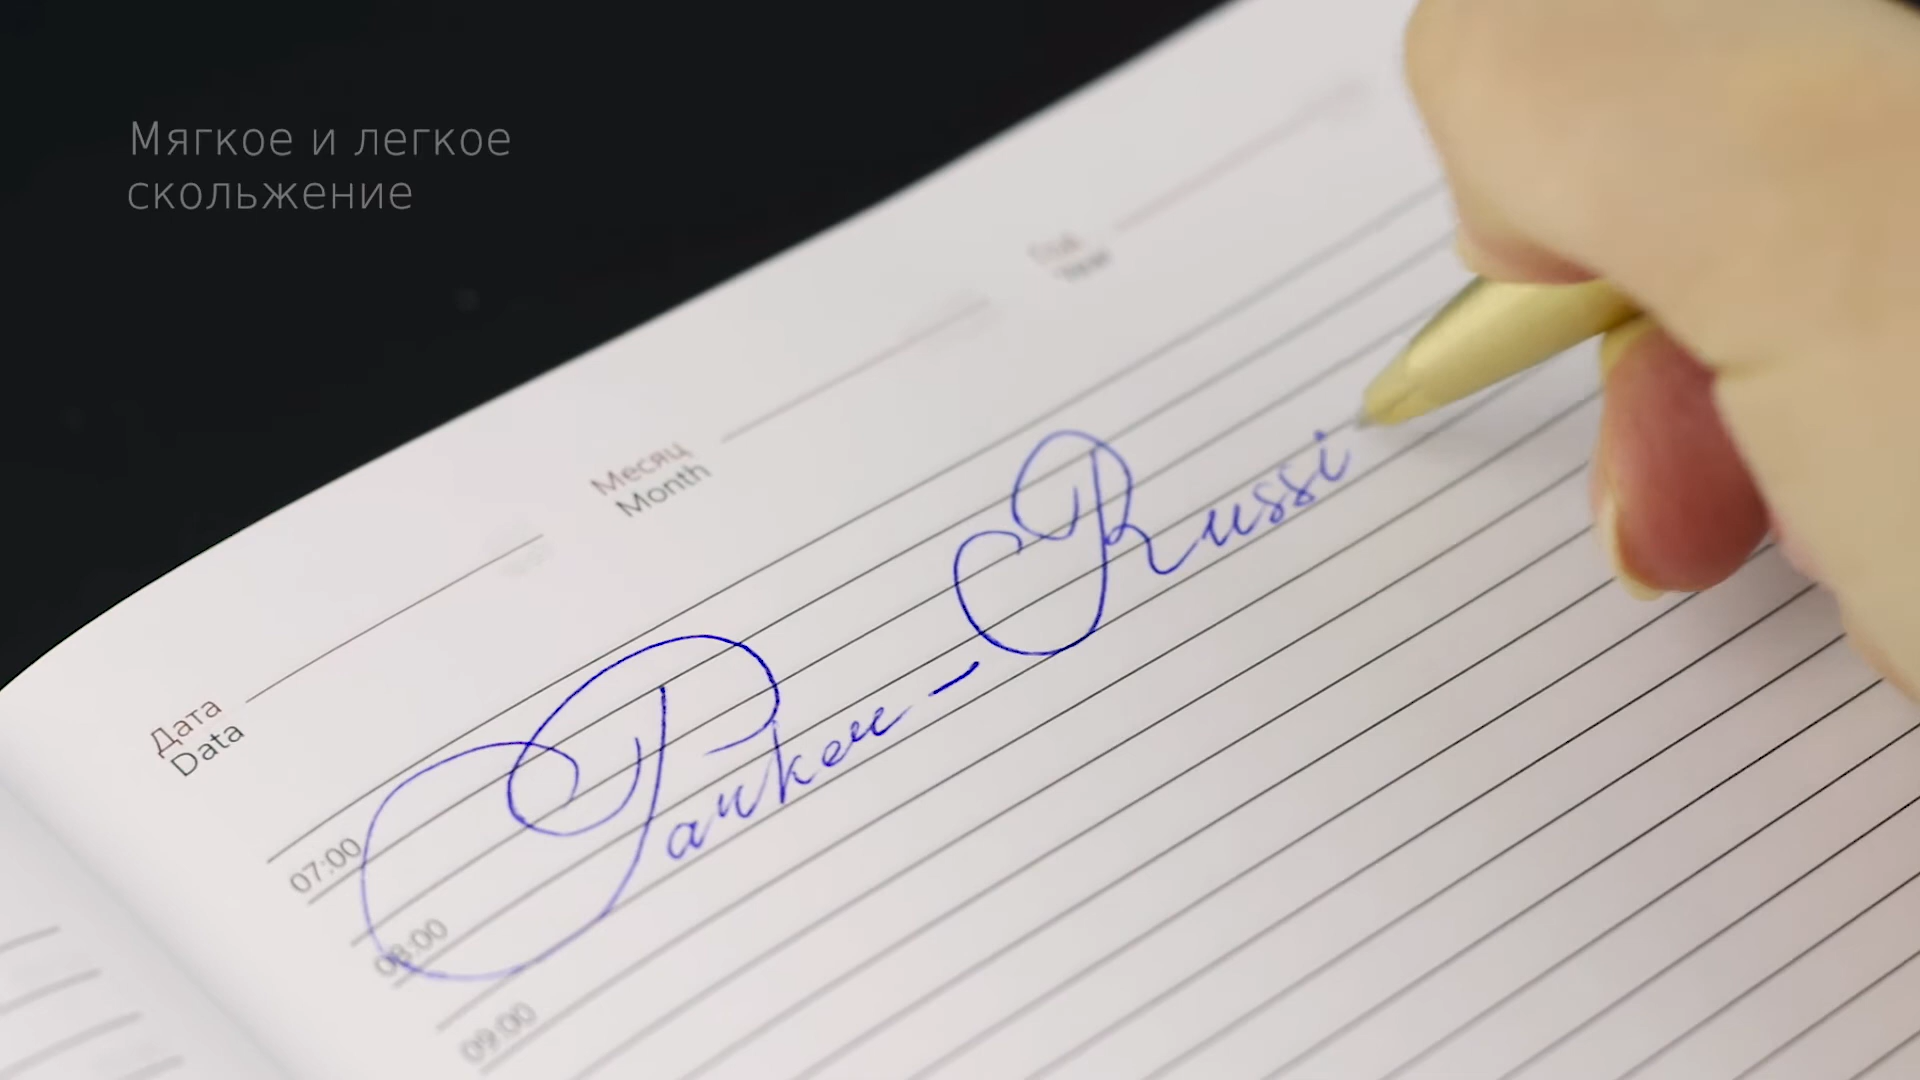 Мягкое и легкое
скольжение
Месяц
Month
Дата
Data
Parker - Russi
07:00
08:00
09:00